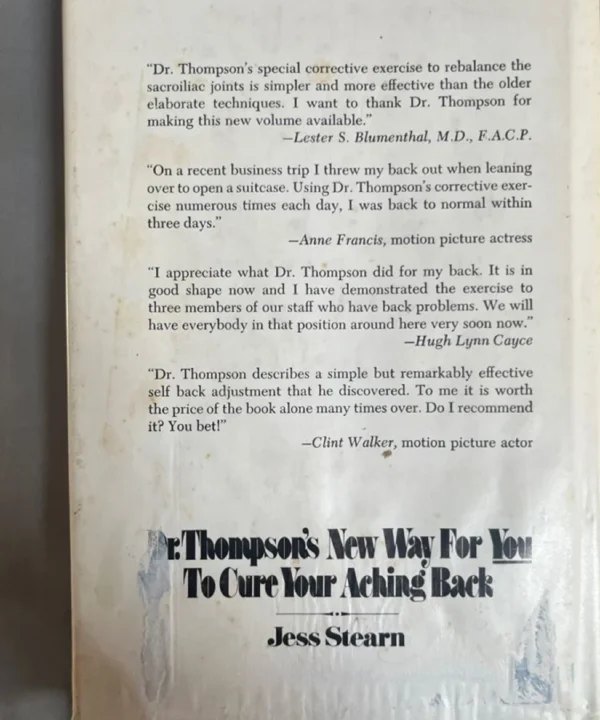 “Dr. Thompson’s special corrective exercise to rebalance the
sacroiliac joints is simpler and more effective than the older
elaborate techniques. I want to thank Dr. Thompson for
making this new volume available.”
—Lester S. Blumenthal, M.D., F.A.C.P.
“On a recent business trip I threw my back out when leaning
over to open a suitcase. Using Dr. Thompson’s corrective exer-
cise numerous times each day, I was back to normal within
three days.”
—Anne Francis, motion picture actress
“I appreciate what Dr. Thompson did for my back. It is in
good shape now and I have demonstrated the exercise to
three members of our staff who have back problems. We will
have everybody in that position around here very soon now.”
—Hugh Lynn Cayce
“Dr. Thompson describes a simple but remarkably effective
self back adjustment that he discovered. To me it is worth
the price of the book alone many times over. Do I recommend
it? You bet!”
—Clint Walker, motion picture actor
Dr. Thompson’s New Way For You
To Cure Your Aching Back
Jess Stearn